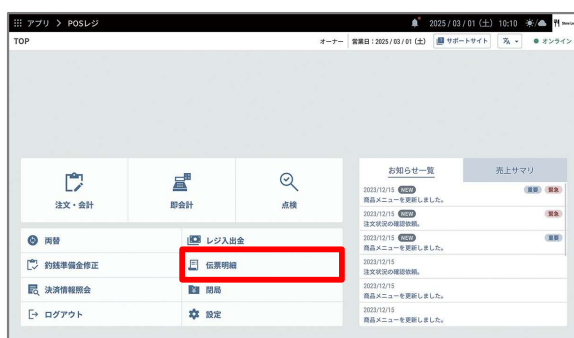 アプリ > POSレジ
2025 / 03 / 01 (土) 10:10
TOP
オーナー 営業日：2025 / 03 / 01 (土) サポートサイト オンライン
注文・会計
即会計
点検
両替
レジ入出金
釣銭準備金修正
伝票明細
決済情報照会
閉局
ログアウト
設定
お知らせ一覧
売上サマリ
2023/12/15 NEW 重要 緊急
商品メニューを更新しました。
2023/12/15 NEW 緊急
注文状況の確認依頼。
2023/12/15 NEW 重要
商品メニューを更新しました。
2023/12/15
注文状況の確認依頼。
2023/12/15
商品メニューを更新しました。
2023/12/15
商品メニューを更新しました。